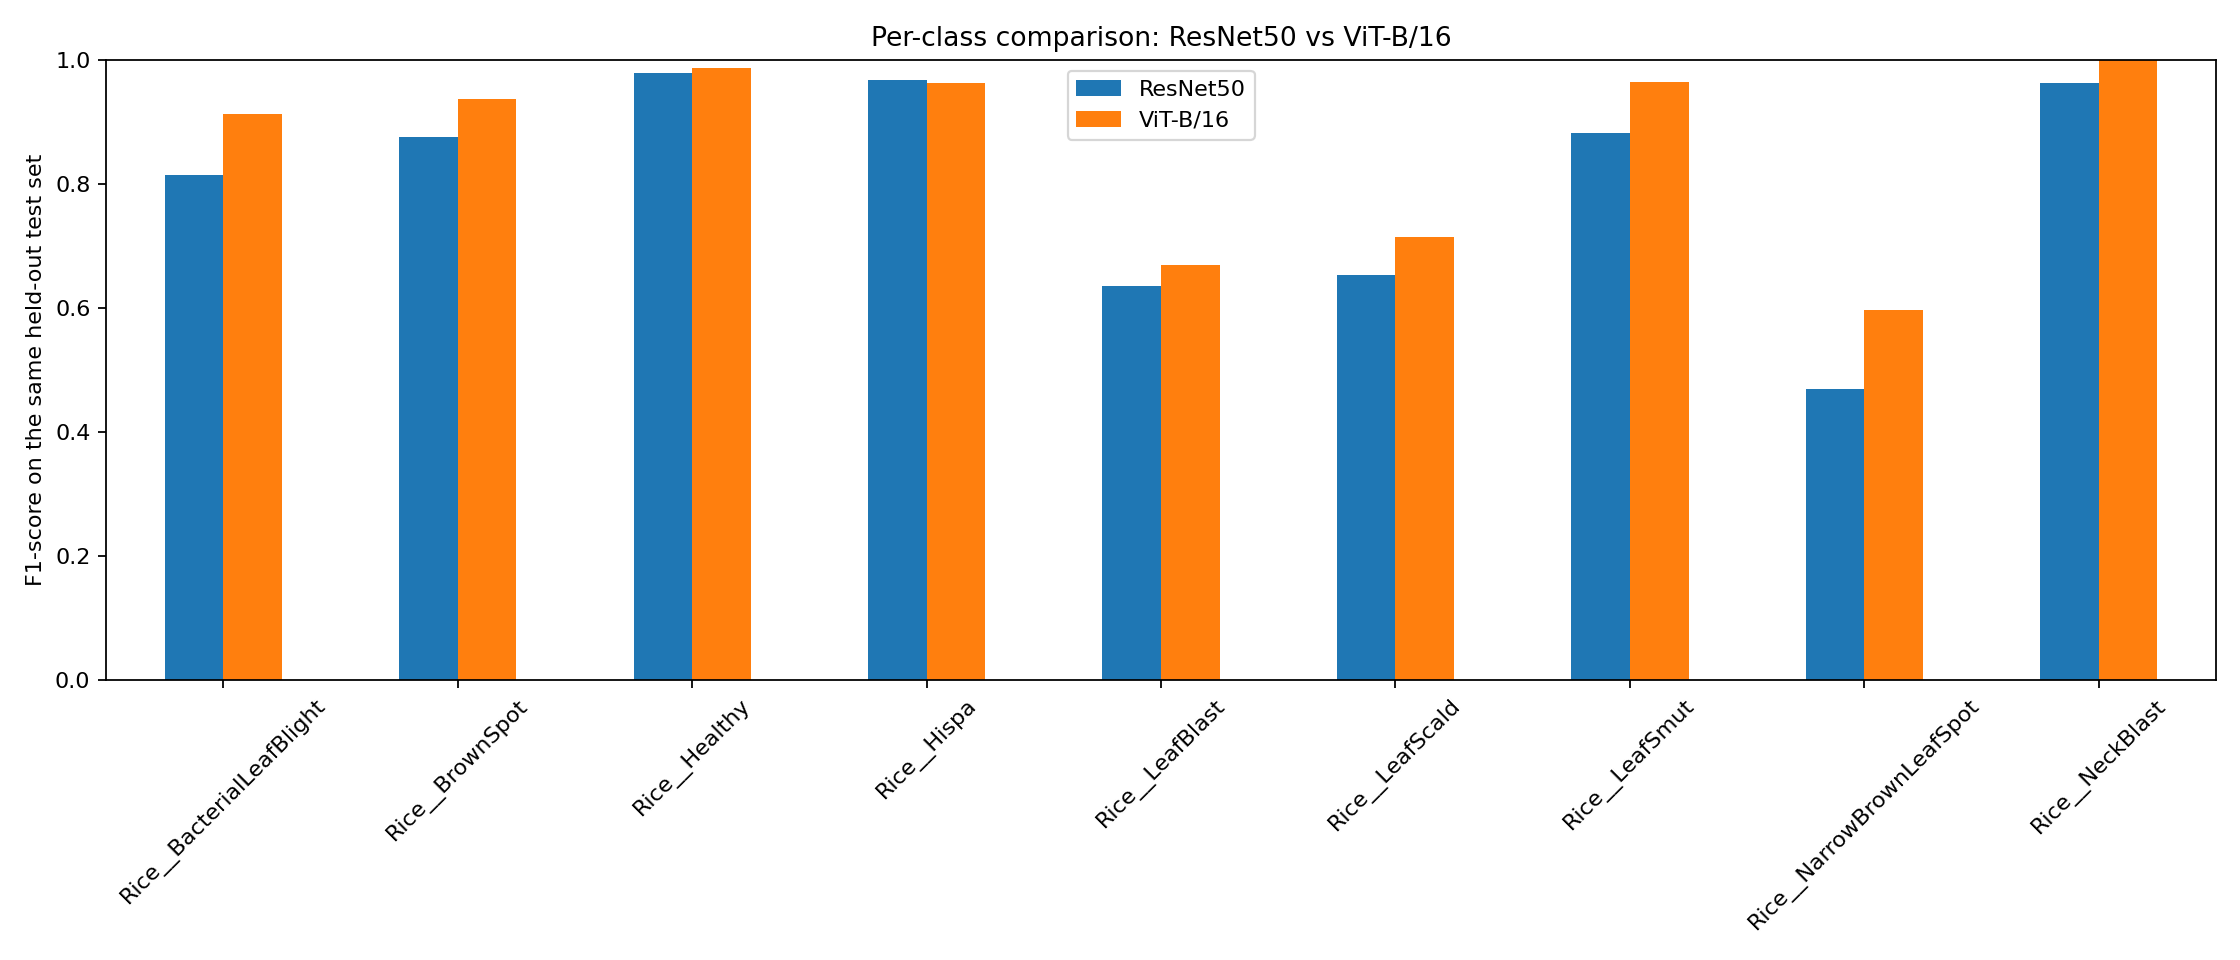 Per-class comparison: ResNet50 vs ViT-B/16
ResNet50
ViT-B/16
F1-score on the same held-out test set
1.0
0.8
0.6
0.4
0.2
0.0
Rice__BacterialLeafBlight
Rice__BrownSpot
Rice__Healthy
Rice__Hispa
Rice__LeafBlast
Rice__LeafScald
Rice__LeafSmut
Rice__NarrowBrownLeafSpot
Rice__NeckBlast